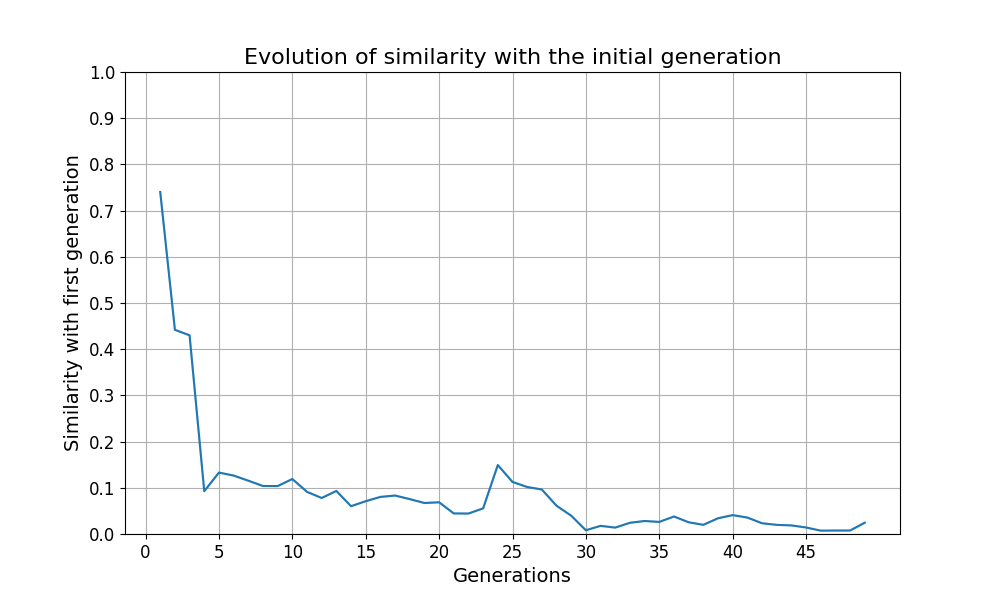 Evolution of similarity with the initial generation
1.0
0.9
0.8
0.7
0.6
0.5
0.4
0.3
0.2
0.1
0.0
Similarity with first generation
0 5 10 15 20 25 30 35 40 45
Generations